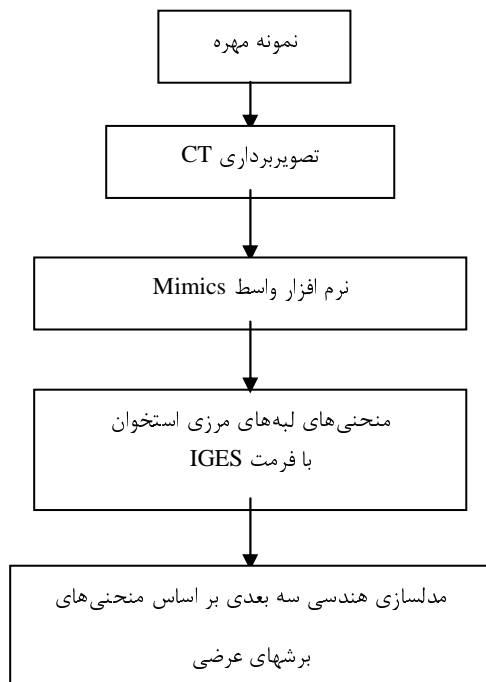 نمونه مهره
تصویربرداری CT
نرم افزار واسط Mimics
منحنی‌های لبه‌های مرزی استخوان
با فرمت IGES
مدلسازی هندسی سه بعدی بر اساس منحنی‌های
برشهای عرضی